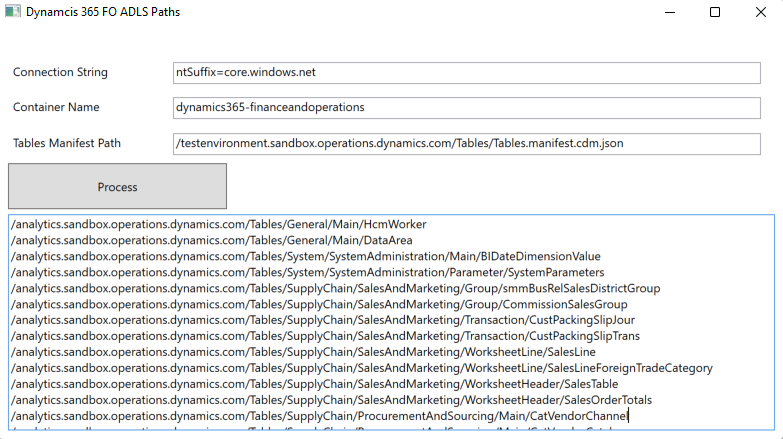 Dynamcis 365 FO ADLS Paths
Connection String
ntSuffix=core.windows.net
Container Name
dynamics365-financeandoperations
Tables Manifest Path
/testenvironment.sandbox.operations.dynamics.com/Tables/Tables.manifest.cdm.json
Process
/analytics.sandbox.operations.dynamics.com/Tables/General/Main/HcmWorker
/analytics.sandbox.operations.dynamics.com/Tables/General/Main/DataArea
/analytics.sandbox.operations.dynamics.com/Tables/System/SystemAdministration/Main/BIDateDimensionValue
/analytics.sandbox.operations.dynamics.com/Tables/System/SystemAdministration/Parameter/SystemParameters
/analytics.sandbox.operations.dynamics.com/Tables/SupplyChain/SalesAndMarketing/Group/smmBusRelSalesDistrictGroup
/analytics.sandbox.operations.dynamics.com/Tables/SupplyChain/SalesAndMarketing/Group/CommissionSalesGroup
/analytics.sandbox.operations.dynamics.com/Tables/SupplyChain/SalesAndMarketing/Transaction/CustPackingSlipJour
/analytics.sandbox.operations.dynamics.com/Tables/SupplyChain/SalesAndMarketing/Transaction/CustPackingSlipTrans
/analytics.sandbox.operations.dynamics.com/Tables/SupplyChain/SalesAndMarketing/WorksheetLine/SalesLine
/analytics.sandbox.operations.dynamics.com/Tables/SupplyChain/SalesAndMarketing/WorksheetLine/SalesLineForeignTradeCategory
/analytics.sandbox.operations.dynamics.com/Tables/SupplyChain/SalesAndMarketing/WorksheetHeader/SalesTable
/analytics.sandbox.operations.dynamics.com/Tables/SupplyChain/SalesAndMarketing/WorksheetHeader/SalesOrderTotals
/analytics.sandbox.operations.dynamics.com/Tables/SupplyChain/ProcurementAndSourcing/Main/CatVendorChannel